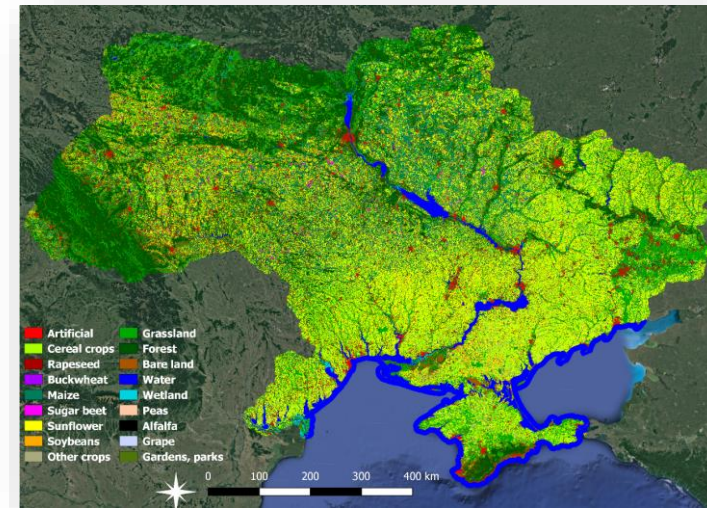 Artificial
Cereal crops
Rapeseed
Buckwheat
Maize
Sugar beet
Sunflower
Soybeans
Other crops
Grassland
Forest
Bare land
Water
Wetland
Peas
Alfalfa
Grape
Gardens, parks
0 100 200 300 400 km